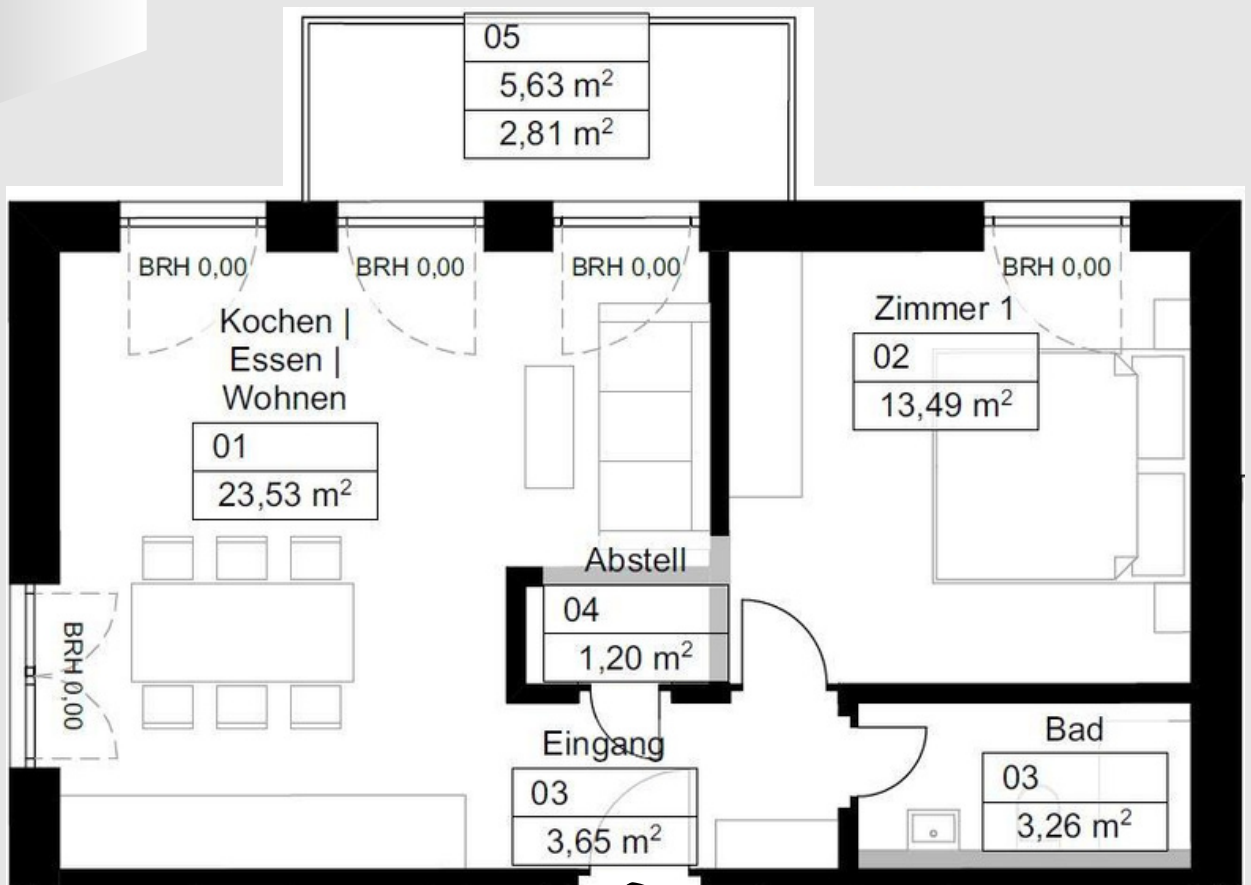 05
5,63 m²
2,81 m²
BRH 0,00
BRH 0,00
BRH 0,00
BRH 0,00
Kochen |
Essen |
Wohnen
01
23,53 m²
Zimmer 1
02
13,49 m²
Abstell
04
1,20 m²
BRH 0,00
Eingang
03
3,65 m²
Bad
03
3,26 m²